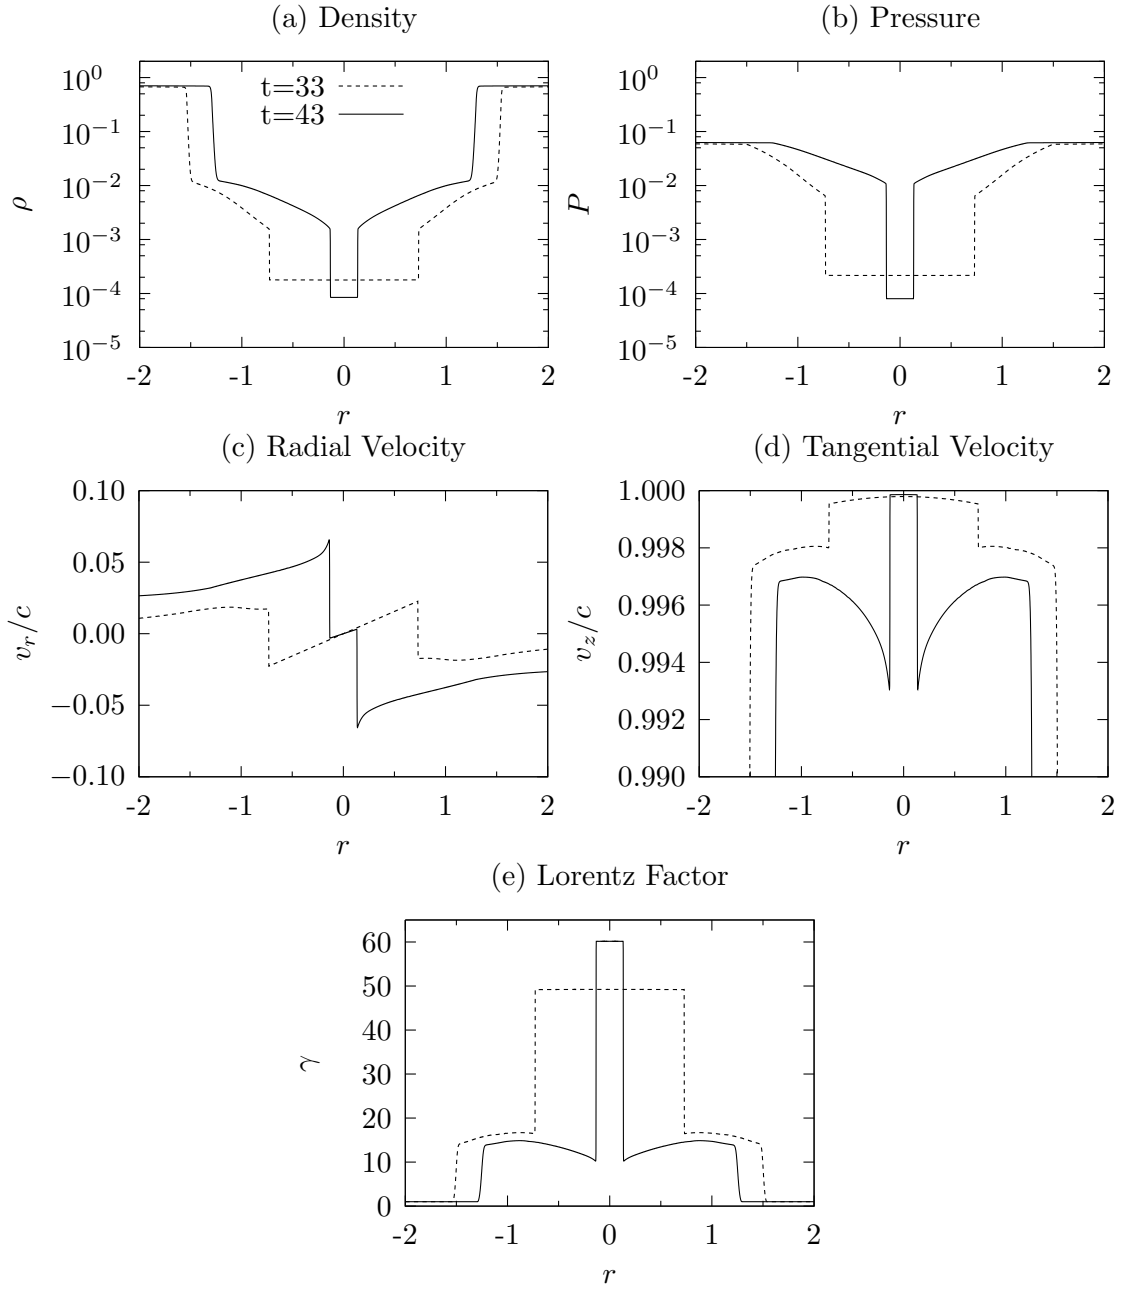 (a) Density
10^0
10^-1
10^-2
10^-3
10^-4
10^-5
ρ
t=33
t=43
-2 -1 0 1 2
r
(b) Pressure
10^0
10^-1
10^-2
10^-3
10^-4
10^-5
P
-2 -1 0 1 2
r
(c) Radial Velocity
0.10
0.05
0.00
−0.05
−0.10
v_r/c
-2 -1 0 1 2
r
(d) Tangential Velocity
1.000
0.998
0.996
0.994
0.992
0.990
v_z/c
-2 -1 0 1 2
r
(e) Lorentz Factor
60
50
40
30
20
10
0
γ
-2 -1 0 1 2
r